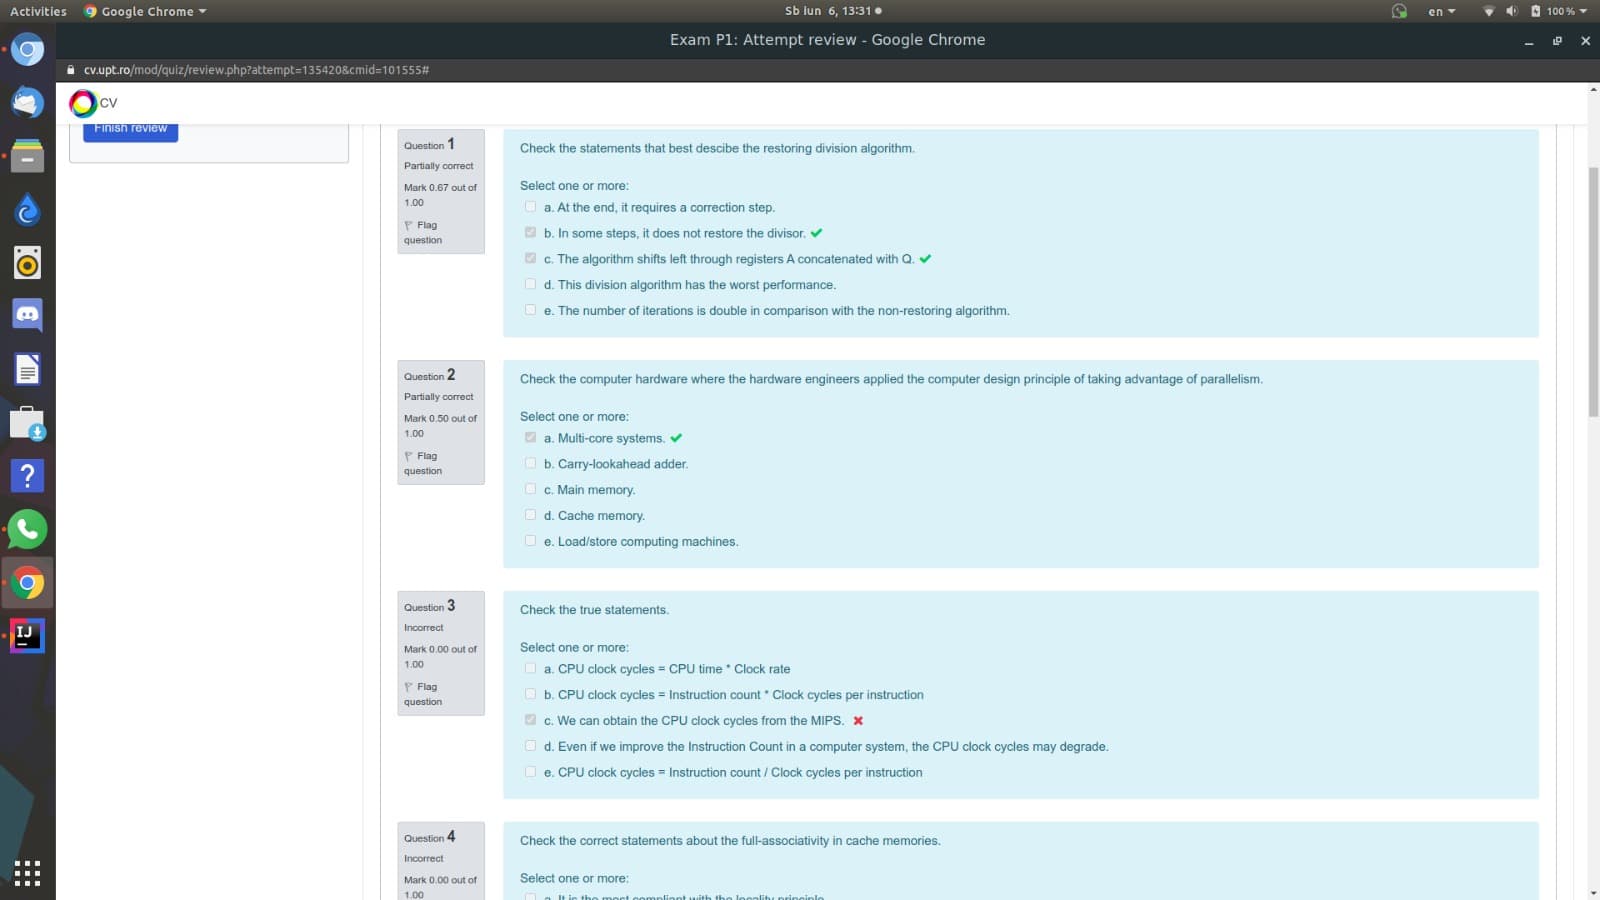 Activities Google Chrome Sb iun 6, 13:31 en 100 %
Exam P1: Attempt review - Google Chrome
cv.upt.ro/mod/quiz/review.php?attempt=135420&cmid=101555#
CV
Finish review
Question 1
Partially correct
Mark 0.67 out of
1.00
Flag
question
Check the statements that best descibe the restoring division algorithm.
Select one or more:
a. At the end, it requires a correction step.
b. In some steps, it does not restore the divisor.
c. The algorithm shifts left through registers A concatenated with Q.
d. This division algorithm has the worst performance.
e. The number of iterations is double in comparison with the non-restoring algorithm.
Question 2
Partially correct
Mark 0.50 out of
1.00
Flag
question
Check the computer hardware where the hardware engineers applied the computer design principle of taking advantage of parallelism.
Select one or more:
a. Multi-core systems.
b. Carry-lookahead adder.
c. Main memory.
d. Cache memory.
e. Load/store computing machines.
Question 3
Incorrect
Mark 0.00 out of
1.00
Flag
question
Check the true statements.
Select one or more:
a. CPU clock cycles = CPU time * Clock rate
b. CPU clock cycles = Instruction count * Clock cycles per instruction
c. We can obtain the CPU clock cycles from the MIPS.
d. Even if we improve the Instruction Count in a computer system, the CPU clock cycles may degrade.
e. CPU clock cycles = Instruction count / Clock cycles per instruction
Question 4
Incorrect
Mark 0.00 out of
1.00
Check the correct statements about the full-associativity in cache memories.
Select one or more:
a. It is the most compliant with the locality principle.
IJ